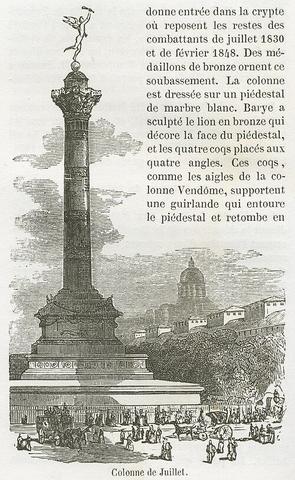 donne entrée dans la crypte
où reposent les restes des
combattants de juillet 1830
et de février 1848. Des mé-
daillons de bronze ornent ce
soubassement. La colonne
est dressée sur un piédestal
de marbre blanc. Barye a
sculpté le lion en bronze qui
décore la face du piédestal,
et les quatre coqs placés aux
quatre angles. Ces coqs,
comme les aigles de la co-
lonne Vendôme, supportent
une guirlande qui entoure
le piédestal et retombe en
Colonne de Juillet.